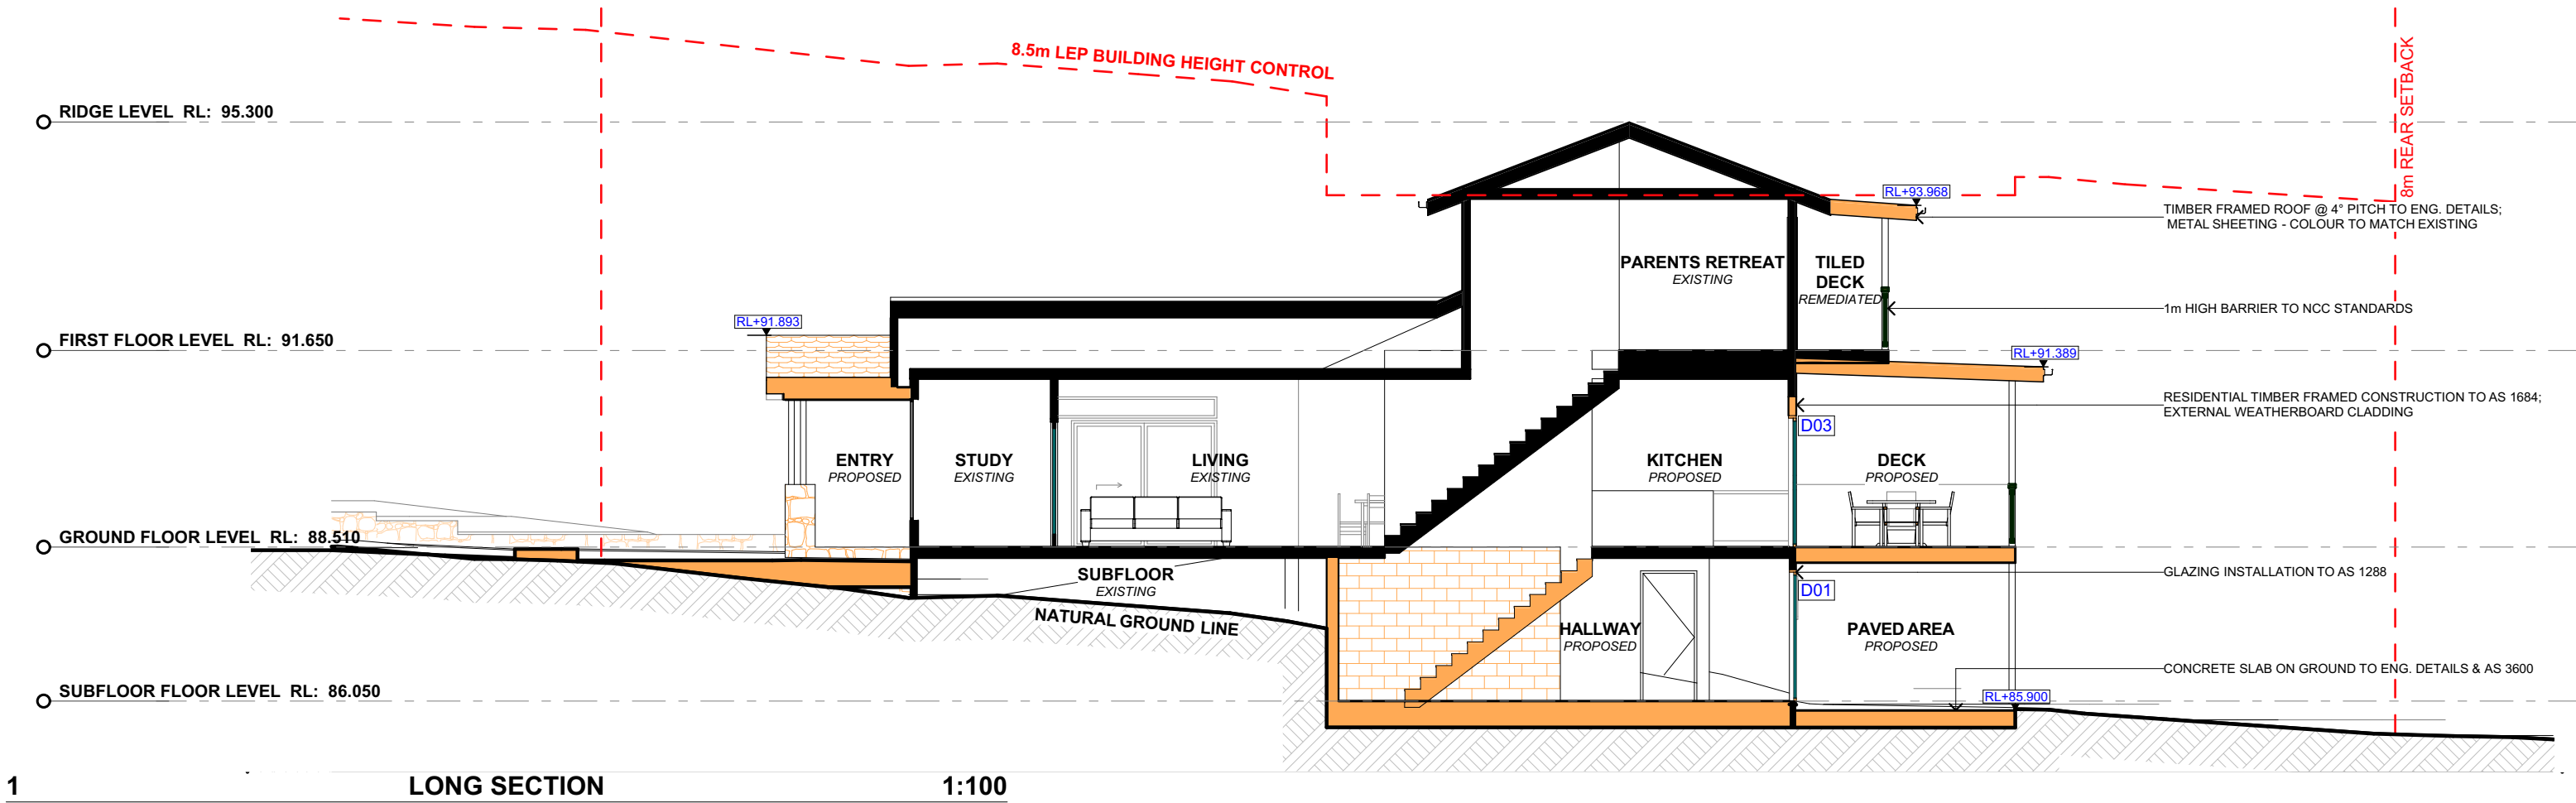 8.5m LEP BUILDING HEIGHT CONTROL
8m REAR SETBACK
RIDGE LEVEL RL: 95.300
RL+93.968
TIMBER FRAMED ROOF @ 4° PITCH TO ENG. DETAILS;
METAL SHEETING - COLOUR TO MATCH EXISTING
PARENTS RETREAT
EXISTING
TILED
DECK
REMEDIATED
1m HIGH BARRIER TO NCC STANDARDS
RL+91.893
FIRST FLOOR LEVEL RL: 91.650
RL+91.389
RESIDENTIAL TIMBER FRAMED CONSTRUCTION TO AS 1684;
EXTERNAL WEATHERBOARD CLADDING
D03
ENTRY
PROPOSED
STUDY
EXISTING
LIVING
EXISTING
KITCHEN
PROPOSED
DECK
PROPOSED
GROUND FLOOR LEVEL RL: 88.510
SUBFLOOR
EXISTING
GLAZING INSTALLATION TO AS 1288
D01
NATURAL GROUND LINE
HALLWAY
PROPOSED
PAVED AREA
PROPOSED
CONCRETE SLAB ON GROUND TO ENG. DETAILS & AS 3600
SUBFLOOR FLOOR LEVEL RL: 86.050
RL+85.900
1 LONG SECTION 1:100